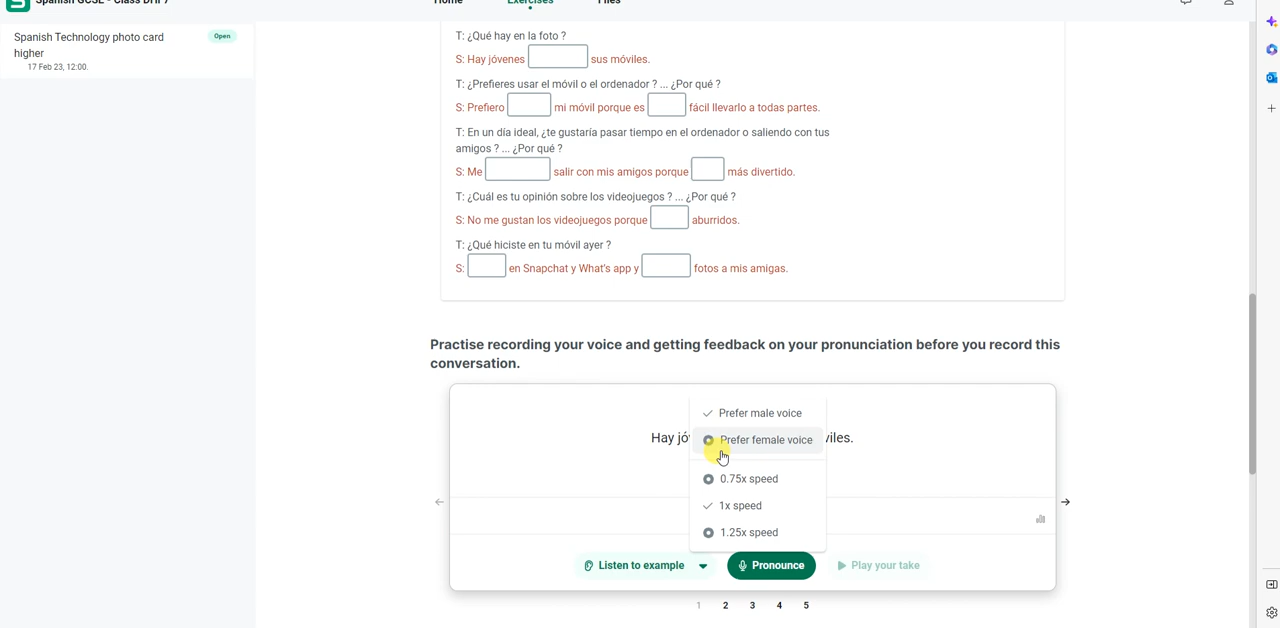 Home
Exercises
Files
Spanish Technology photo card
higher
Open
17 Feb 23, 12:00.
T: ¿Qué hay en la foto ?
S: Hay jóvenes sus móviles.
T: ¿Prefieres usar el móvil o el ordenador ? ... ¿Por qué ?
S: Prefiero mi móvil porque es fácil llevarlo a todas partes.
T: En un día ideal, ¿te gustaría pasar tiempo en el ordenador o saliendo con tus
amigos ? ... ¿Por qué ?
S: Me salir con mis amigos porque más divertido.
T: ¿Cuál es tu opinión sobre los videojuegos ? ... ¿Por qué ?
S: No me gustan los videojuegos porque aburridos.
T: ¿Qué hiciste en tu móvil ayer ?
S: en Snapchat y What's app y fotos a mis amigas.
Practise recording your voice and getting feedback on your pronunciation before you record this
conversation.
Prefer male voice
Hay jóv
Prefer female voice
viles.
0.75x speed
1x speed
1.25x speed
Listen to example
Pronounce
Play your take
1 2 3 4 5